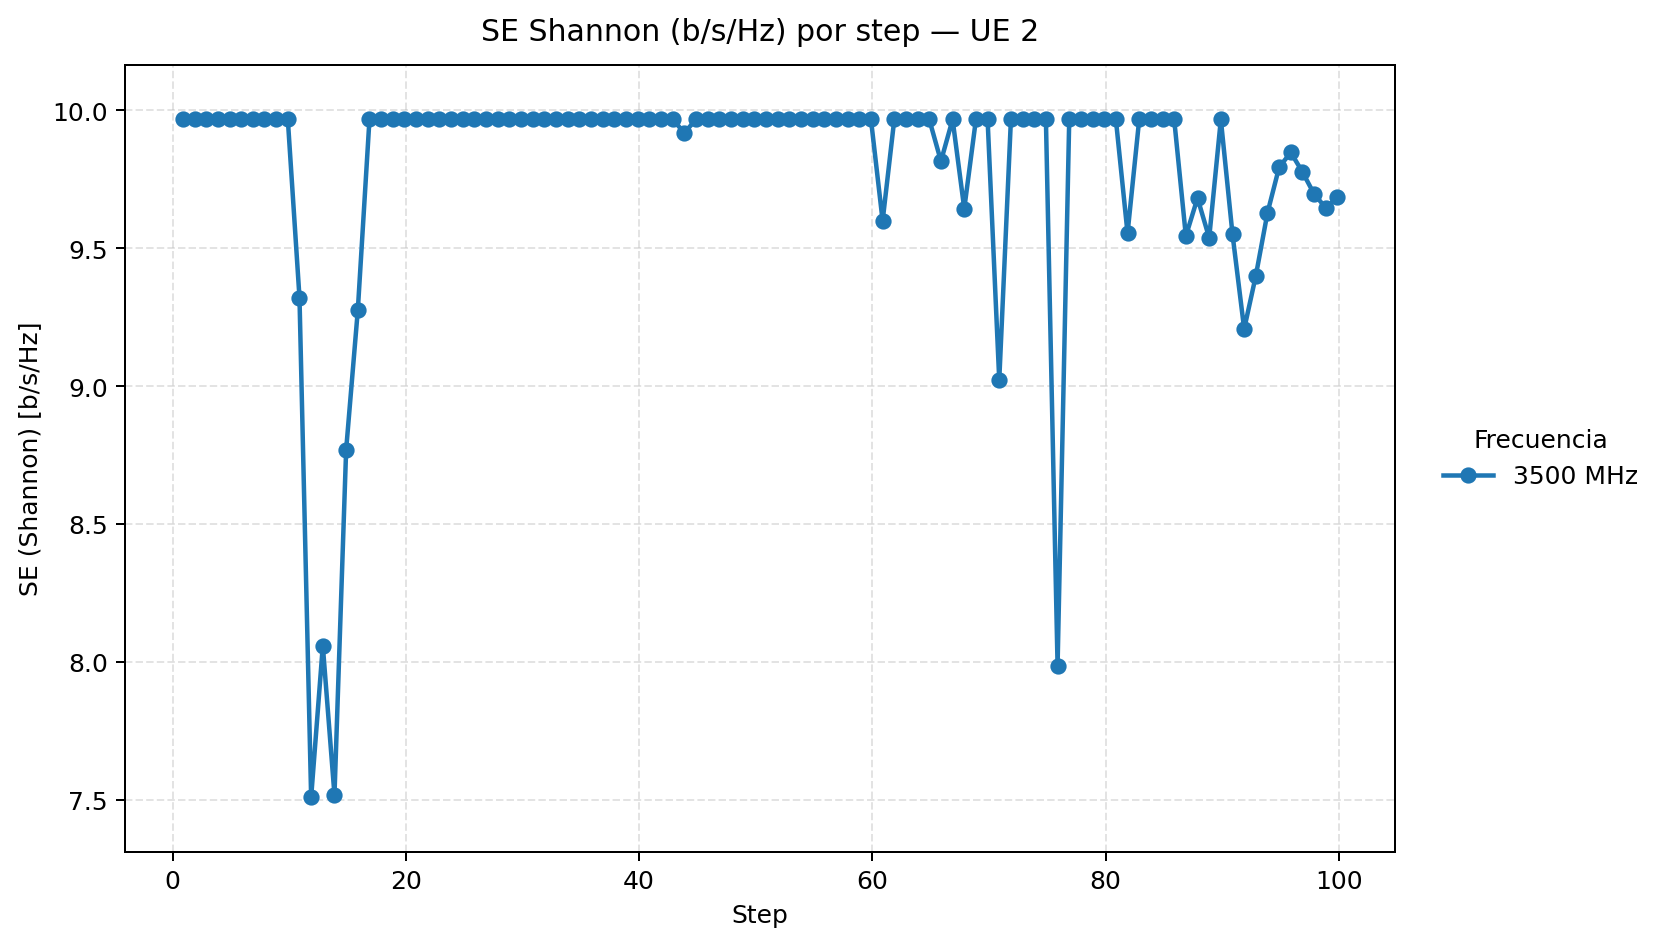 SE Shannon (b/s/Hz) por step — UE 2
SE (Shannon) [b/s/Hz]
10.0
9.5
9.0
8.5
8.0
7.5
0 20 40 60 80 100
Step
Frecuencia
3500 MHz